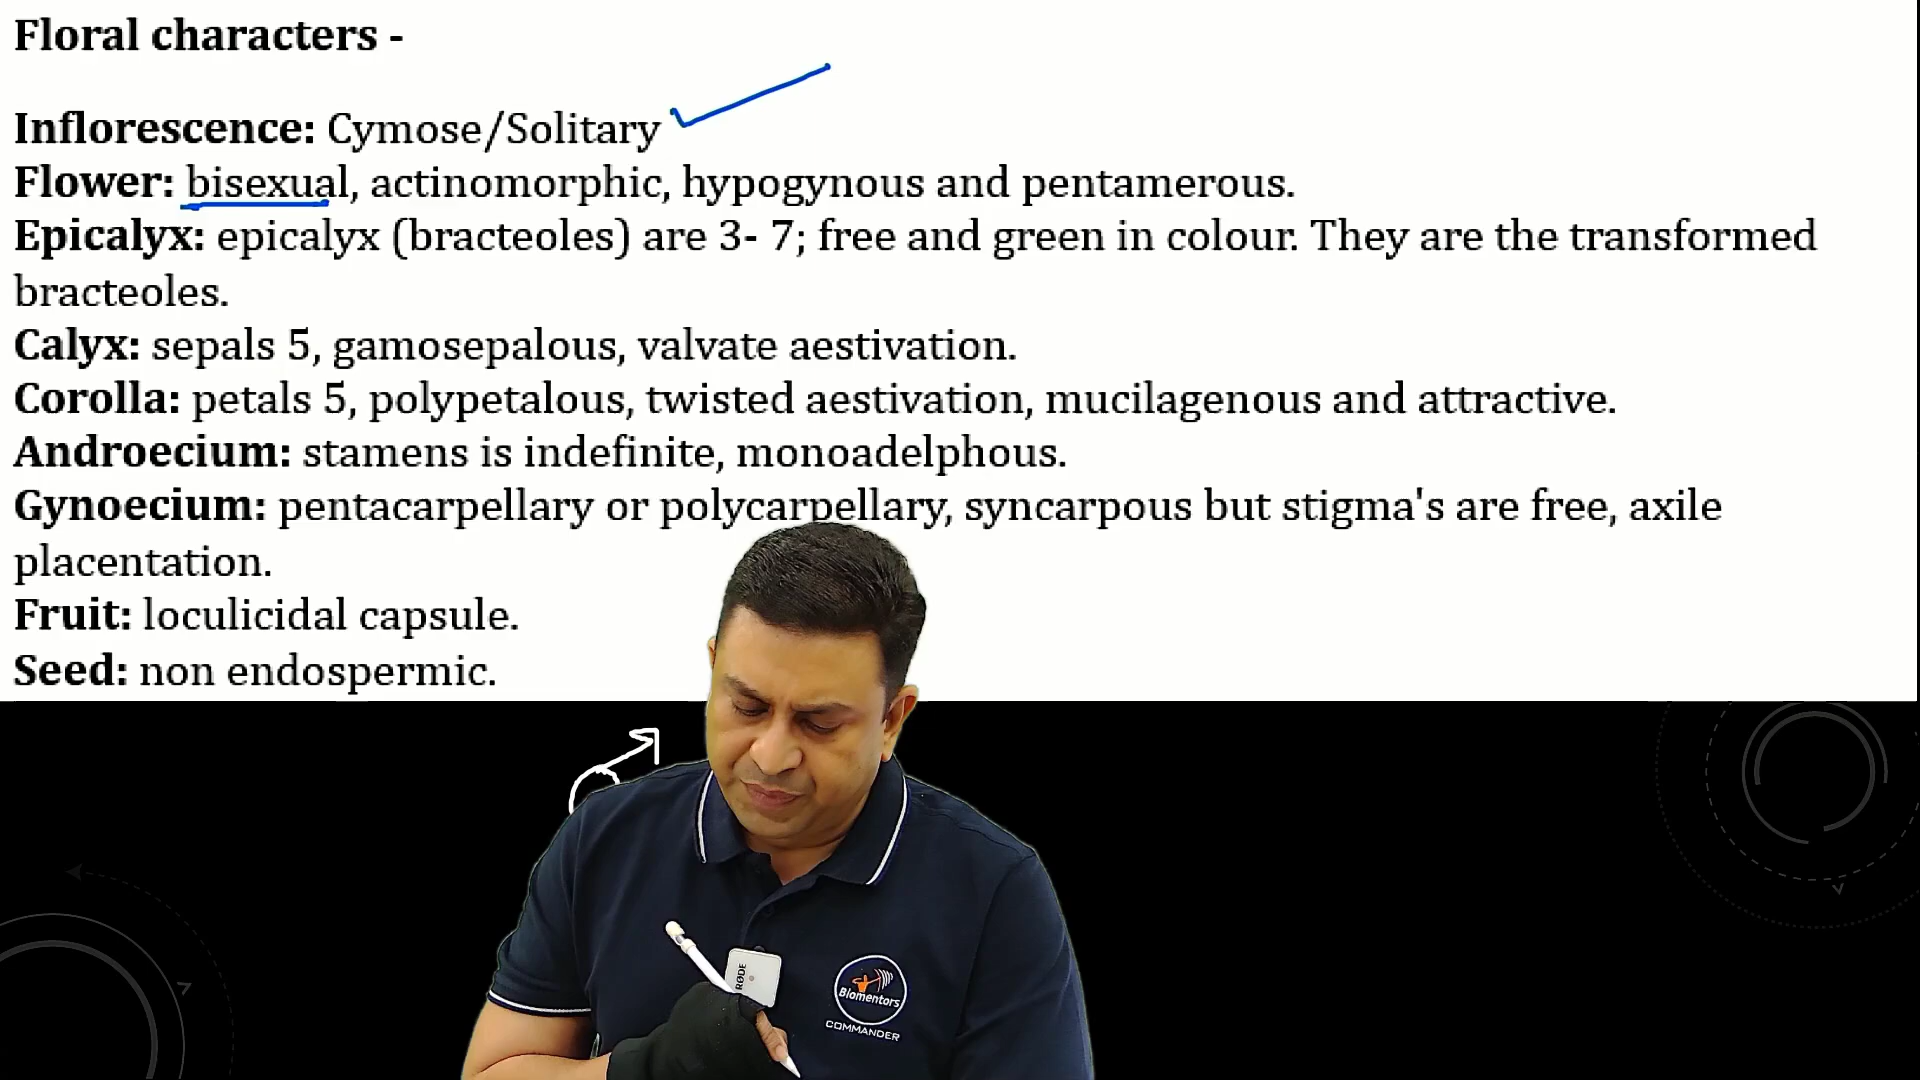 Floral characters -
Inflorescence: Cymose/Solitary
Flower: bisexual, actinomorphic, hypogynous and pentamerous.
Epicalyx: epicalyx (bracteoles) are 3- 7; free and green in colour. They are the transformed
bracteoles.
Calyx: sepals 5, gamosepalous, valvate aestivation.
Corolla: petals 5, polypetalous, twisted aestivation, mucilagenous and attractive.
Androecium: stamens is indefinite, monoadelphous.
Gynoecium: pentacarpellary or polycarpellary, syncarpous but stigma's are free, axile
placentation.
Fruit: loculicidal capsule.
Seed: non endospermic.
RØDE
Biomentors
COMMANDER